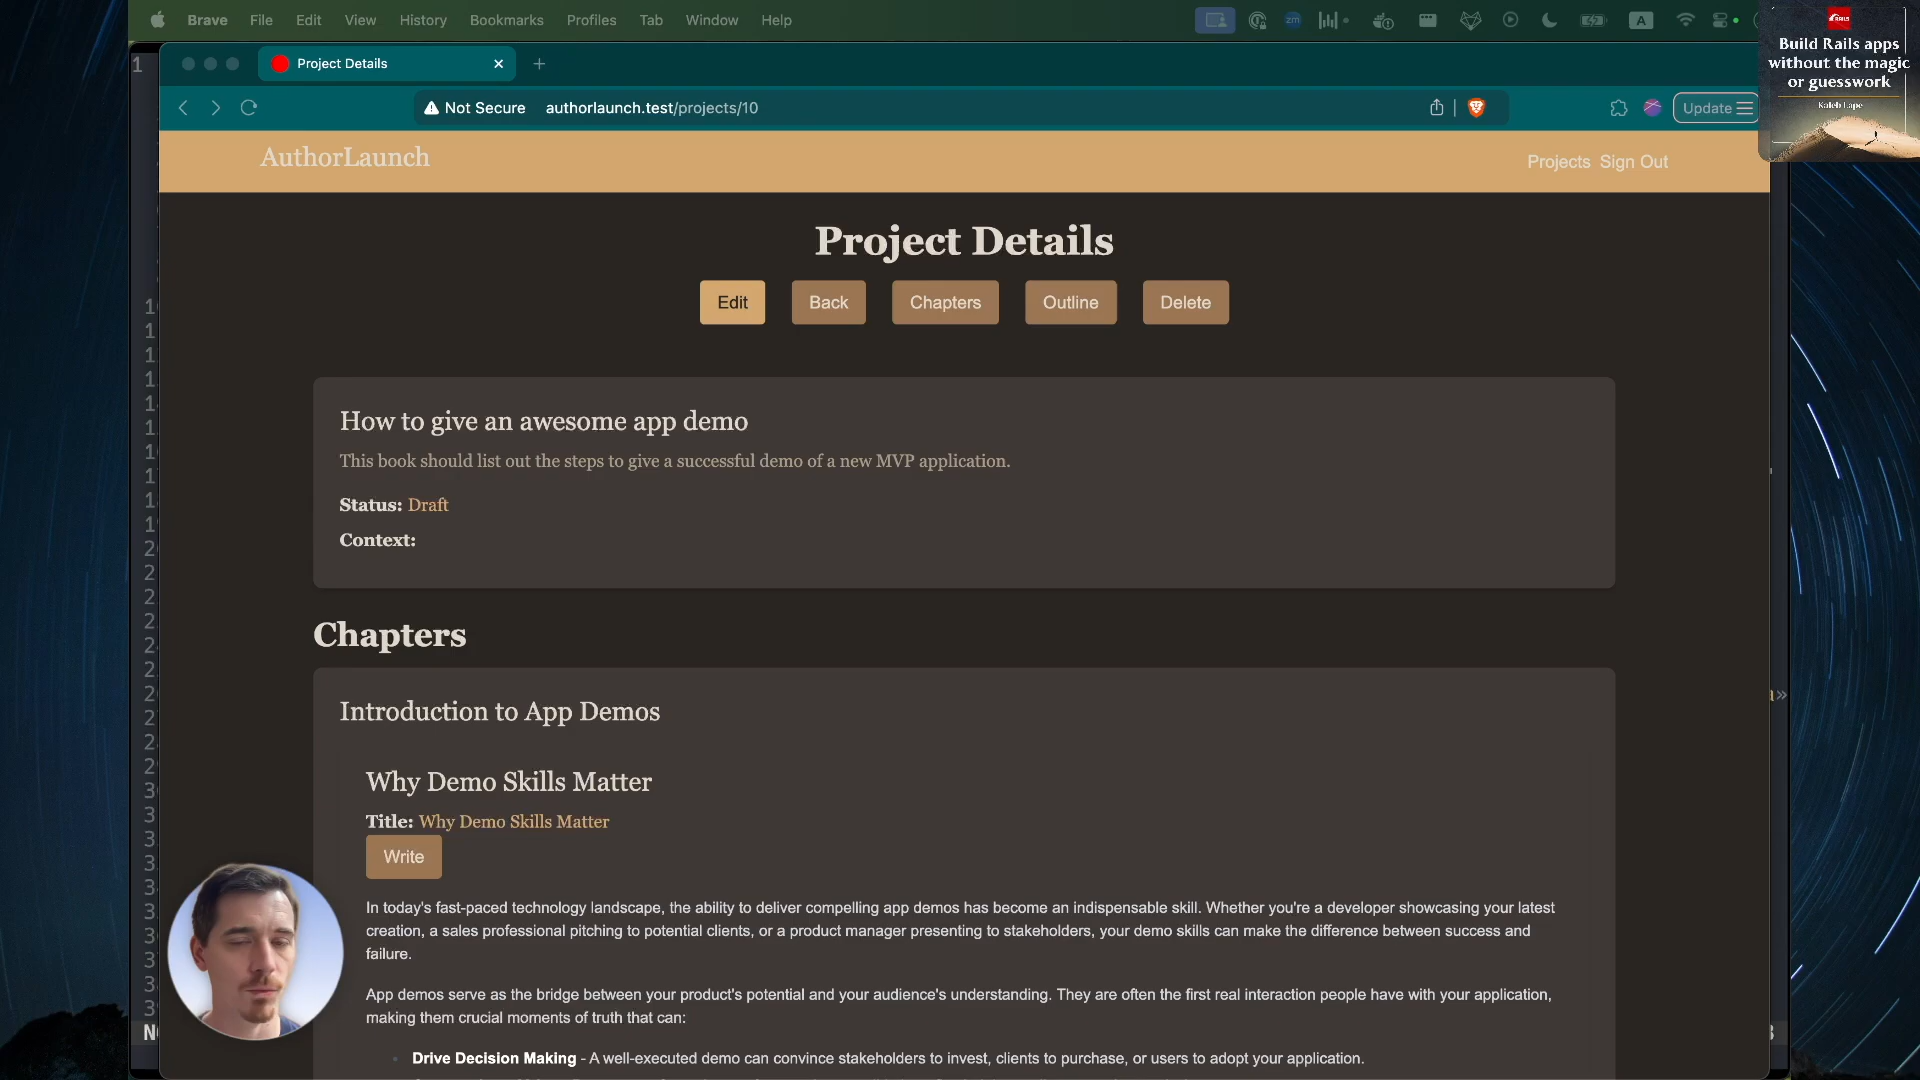 Brave File Edit View History Bookmarks Profiles Tab Window Help
zm
A
RAILS
Build Rails apps
without the magic
or guesswork
Kaleb Lape
Project Details
Not Secure authorlaunch.test/projects/10
Update
AuthorLaunch
Projects Sign Out
Project Details
Edit Back Chapters Outline Delete
How to give an awesome app demo
This book should list out the steps to give a successful demo of a new MVP application.
Status: Draft
Context:
Chapters
Introduction to App Demos
Why Demo Skills Matter
Title: Why Demo Skills Matter
Write
In today's fast-paced technology landscape, the ability to deliver compelling app demos has become an indispensable skill. Whether you're a developer showcasing your latest
creation, a sales professional pitching to potential clients, or a product manager presenting to stakeholders, your demo skills can make the difference between success and
failure.
App demos serve as the bridge between your product's potential and your audience's understanding. They are often the first real interaction people have with your application,
making them crucial moments of truth that can:
Drive Decision Making - A well-executed demo can convince stakeholders to invest, clients to purchase, or users to adopt your application.